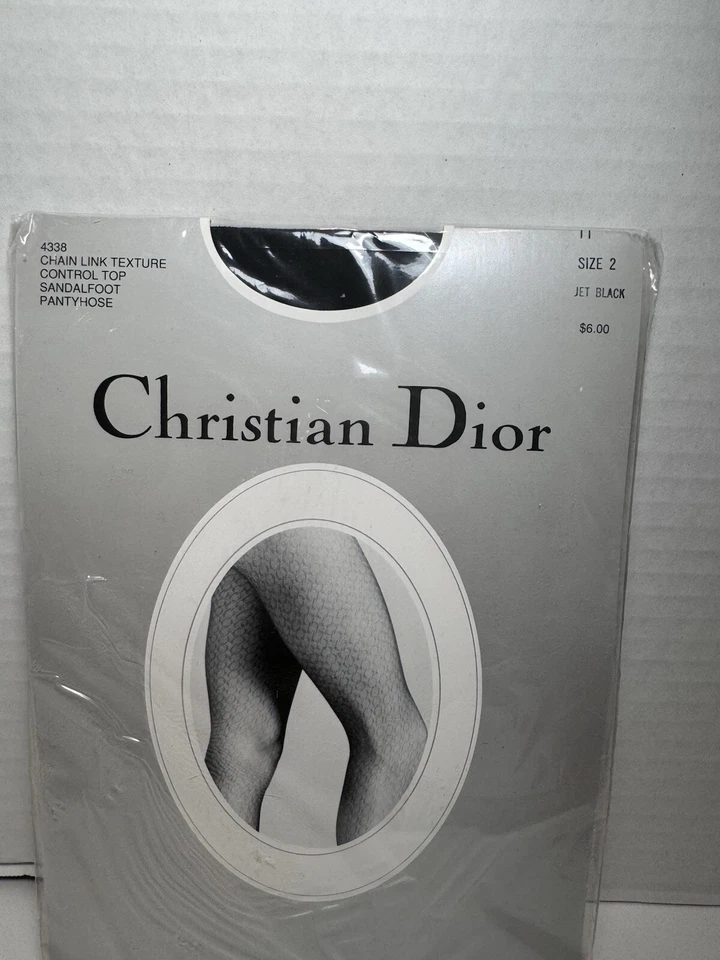 4338
CHAIN LINK TEXTURE
CONTROL TOP
SANDALFOOT
PANTYHOSE
SIZE 2
JET BLACK
$6.00
Christian Dior